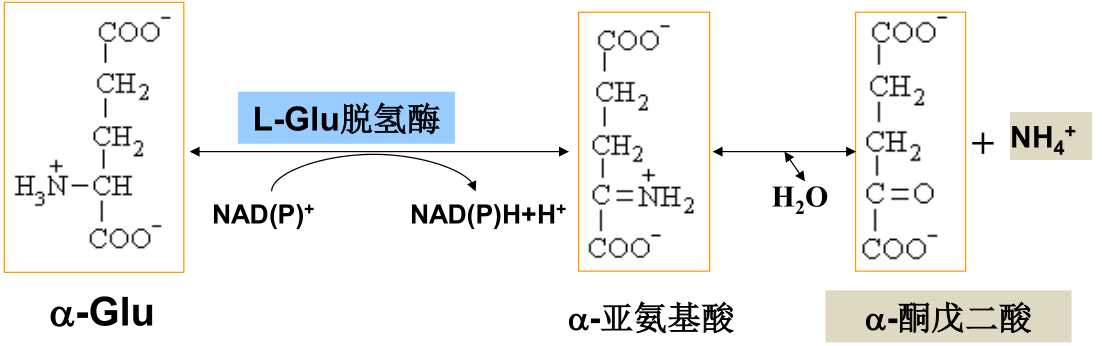 COO⁻
CH₂
CH₂
H₃N⁺-CH
COO⁻
α-Glu
L-Glu脱氢酶
NAD(P)⁺
NAD(P)H+H⁺
COO⁻
CH₂
CH₂
C=N⁺H₂
COO⁻
α-亚氨基酸
H₂O
COO⁻
CH₂
CH₂
C=O
COO⁻
α-酮戊二酸
+ NH₄⁺